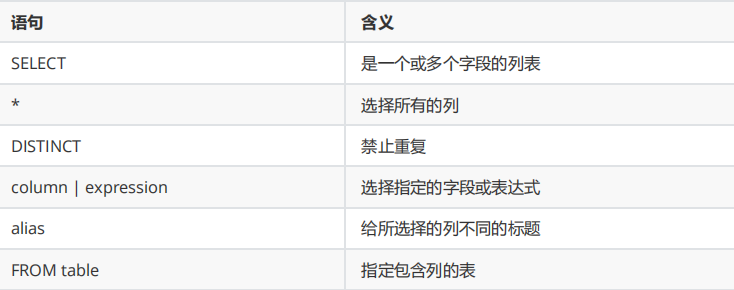 语句 含义
SELECT 是一个或多个字段的列表
* 选择所有的列
DISTINCT 禁止重复
column | expression 选择指定的字段或表达式
alias 给所选择的列不同的标题
FROM table 指定包含列的表